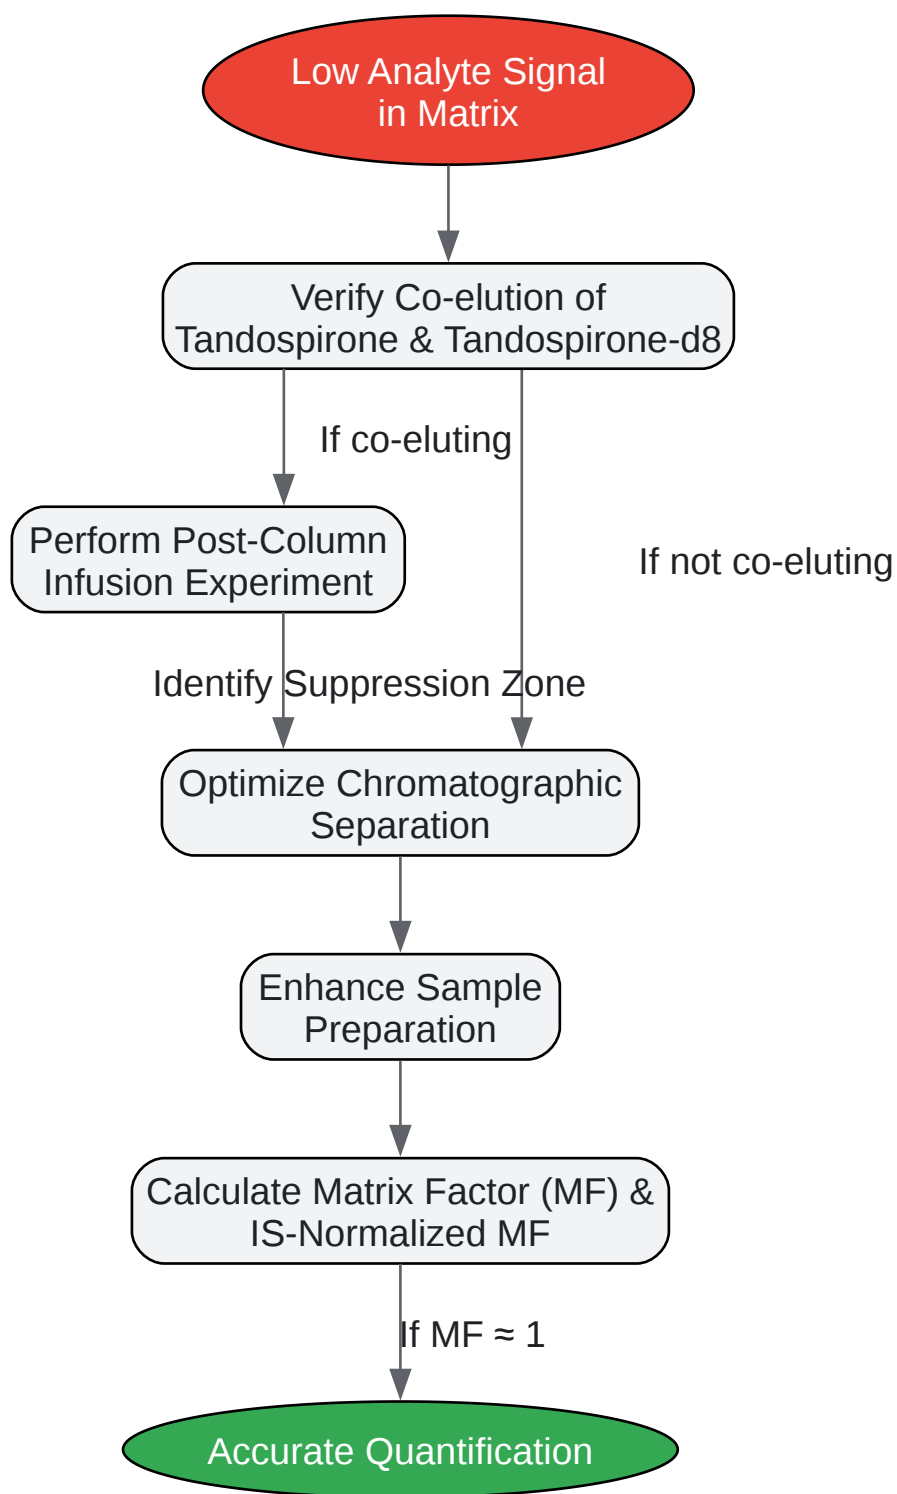 Low Analyte Signal
in Matrix
Verify Co-elution of
Tandospirone & Tandospirone-d8
If co-eluting
Perform Post-Column
Infusion Experiment
If not co-eluting
Identify Suppression Zone
Optimize Chromatographic
Separation
Enhance Sample
Preparation
Calculate Matrix Factor (MF) &
IS-Normalized MF
If MF ≈ 1
Accurate Quantification